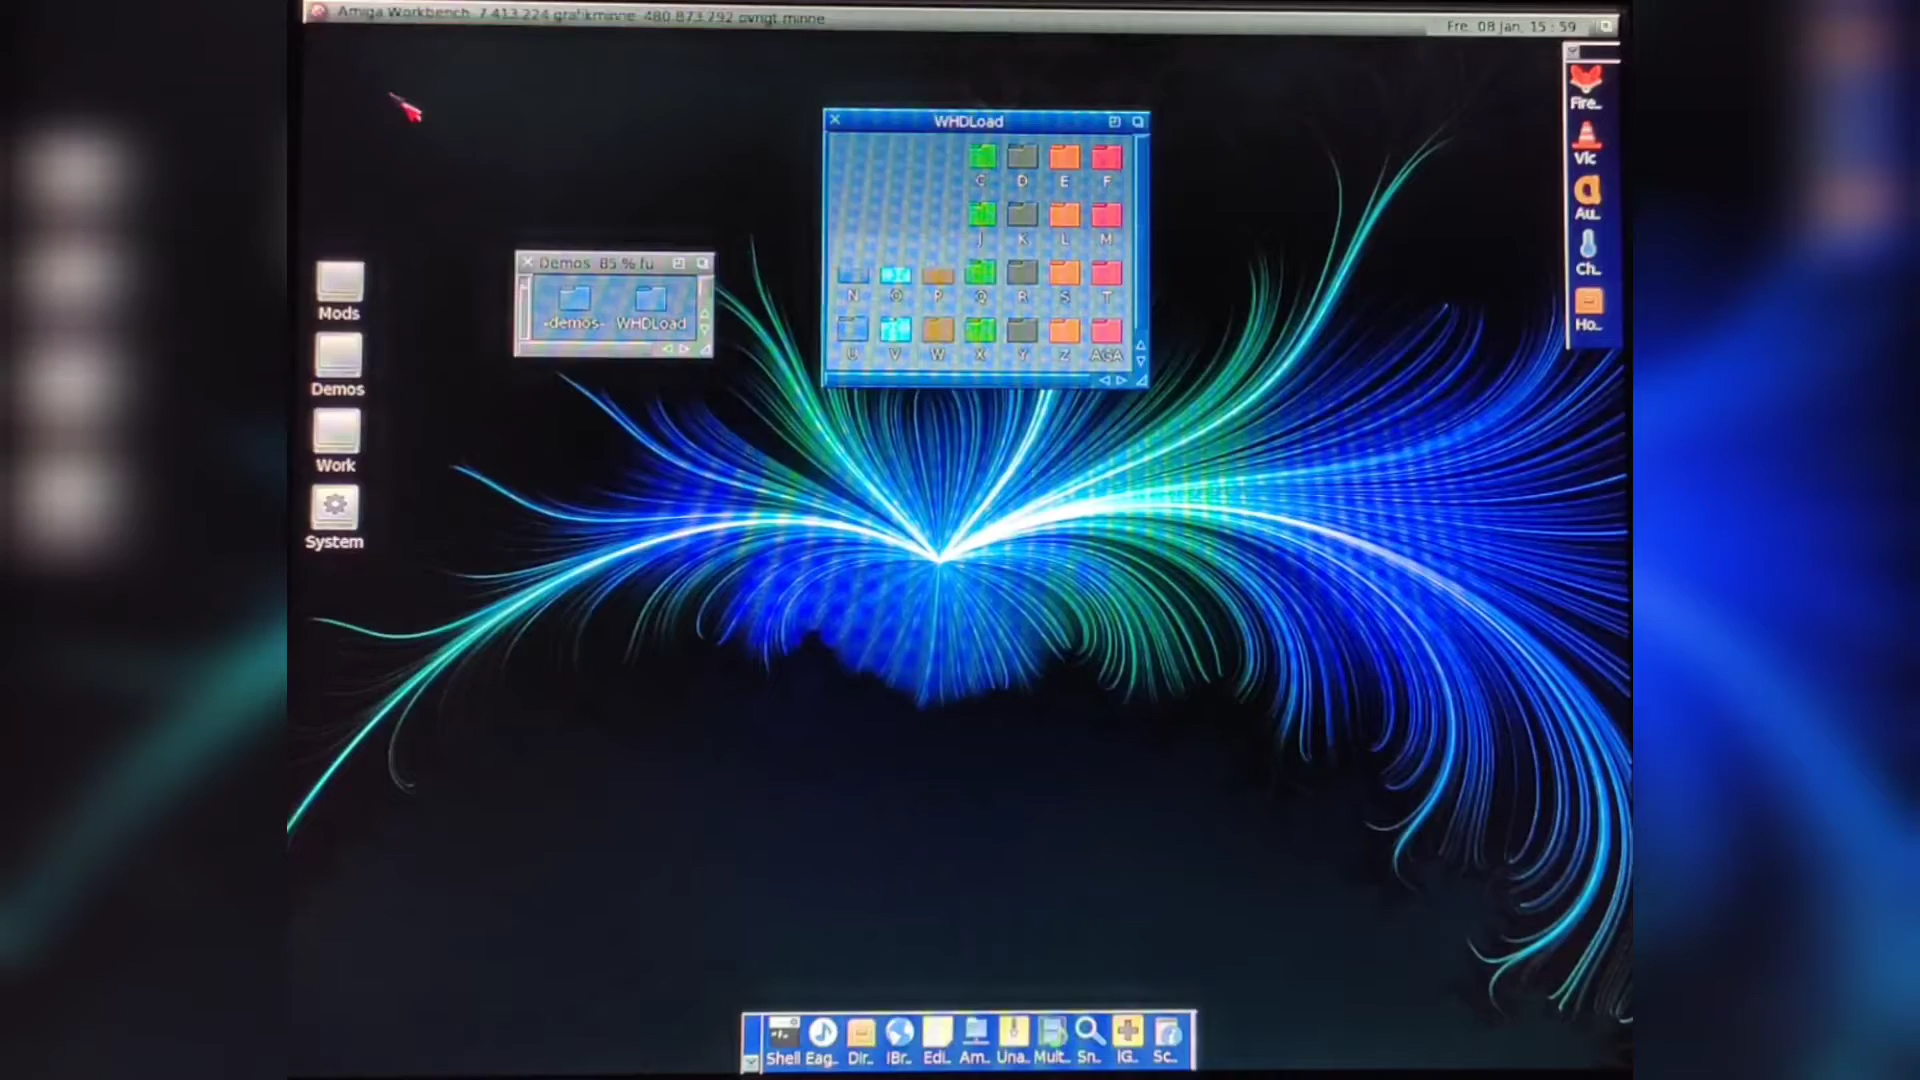 Amiga Workbench 7 413 224 grafikminne 480 873 792 övrigt minne
Fre, 08 jan, 15 : 59
Fire..
Vlc
Au..
Ch..
Ho..
WHDLoad
C D E F
J K L M
N O P Q R S T
U V W X Y Z AGA
Demos 85 % fu
-demos- WHDLoad
Mods
Demos
Work
System
Shell Eag.. Dir.. IBr.. Edi.. Am.. Una.. Mult.. Sn.. IG.. Sc..